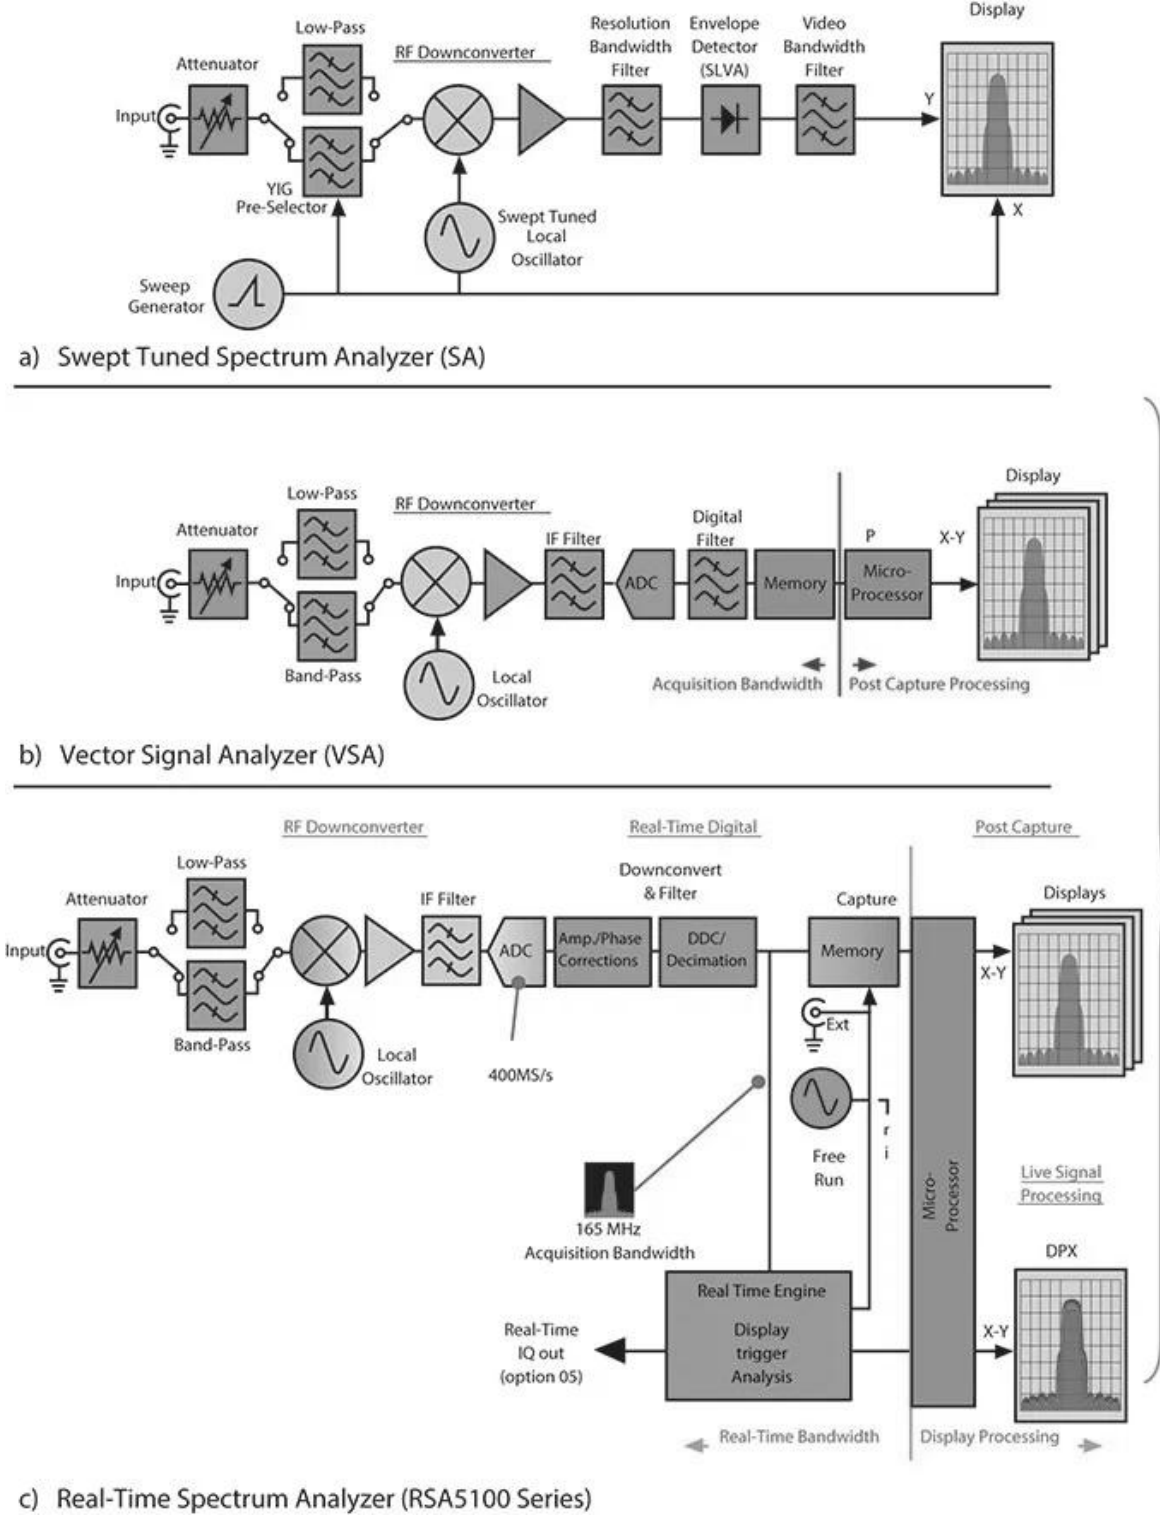 Display
Resolution
Bandwidth
Filter
Envelope
Detector
(SLVA)
Video
Bandwidth
Filter
Low-Pass
RF Downconverter
Attenuator
Input
Y
YIG
Pre-Selector
Swept Tuned
Local
Oscillator
X
Sweep
Generator
a) Swept Tuned Spectrum Analyzer (SA)
Display
Low-Pass
RF Downconverter
Attenuator
IF Filter
Digital
Filter
P
X-Y
Input
ADC
Memory
Micro-
Processor
Band-Pass
Local
Oscillator
Acquisition Bandwidth
Post Capture Processing
b) Vector Signal Analyzer (VSA)
RF Downconverter
Real-Time Digital
Post Capture
Low-Pass
Downconvert
& Filter
Attenuator
IF Filter
Capture
Displays
Input
ADC
Amp./Phase
Corrections
DDC/
Decimation
Memory
X-Y
Ext
Band-Pass
Local
Oscillator
400MS/s
r
i
Free
Run
Micro-
Processor
Live Signal
Processing
165 MHz
Acquisition Bandwidth
DPX
Real Time Engine
Display
trigger
Analysis
Real-Time
IQ out
(option 05)
X-Y
Real-Time Bandwidth
Display Processing
c) Real-Time Spectrum Analyzer (RSA5100 Series)